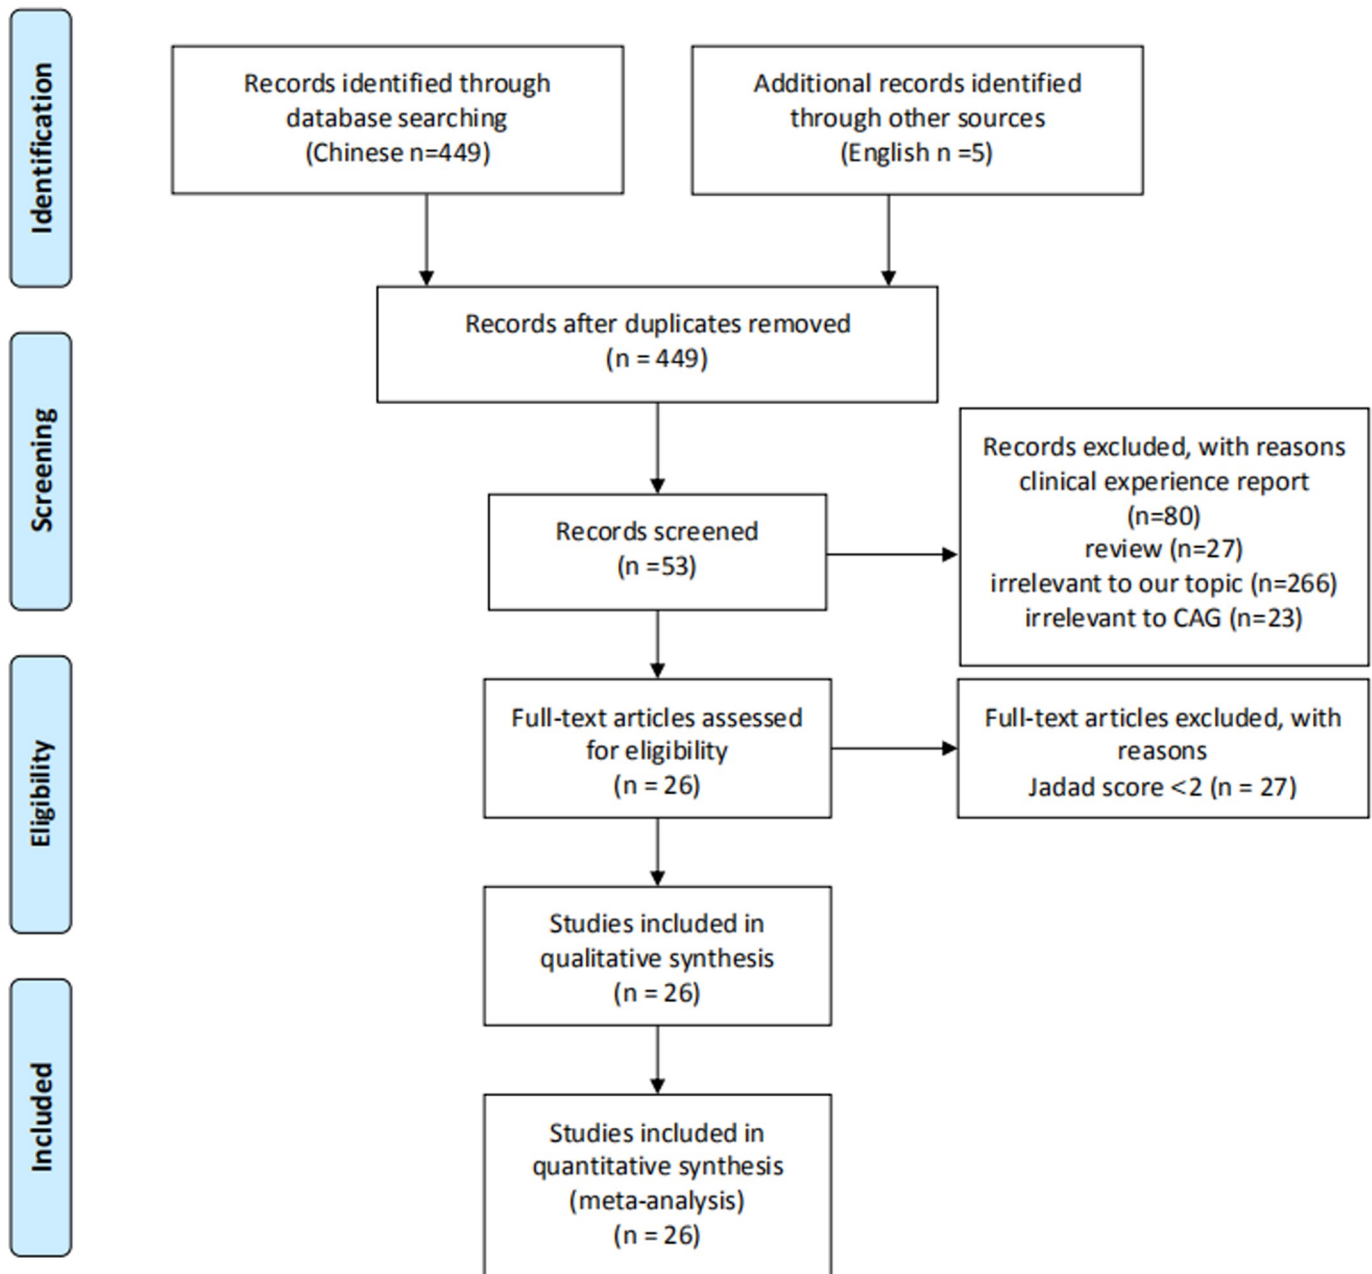 Identification
Records identified through
database searching
(Chinese n=449)
Additional records identified
through other sources
(English n =5)
Records after duplicates removed
(n = 449)
Screening
Records screened
(n =53)
Records excluded, with reasons
clinical experience report
(n=80)
review (n=27)
irrelevant to our topic (n=266)
irrelevant to CAG (n=23)
Eligibility
Full-text articles assessed
for eligibility
(n = 26)
Full-text articles excluded, with
reasons
Jadad score <2 (n = 27)
Studies included in
qualitative synthesis
(n = 26)
Included
Studies included in
quantitative synthesis
(meta-analysis)
(n = 26)